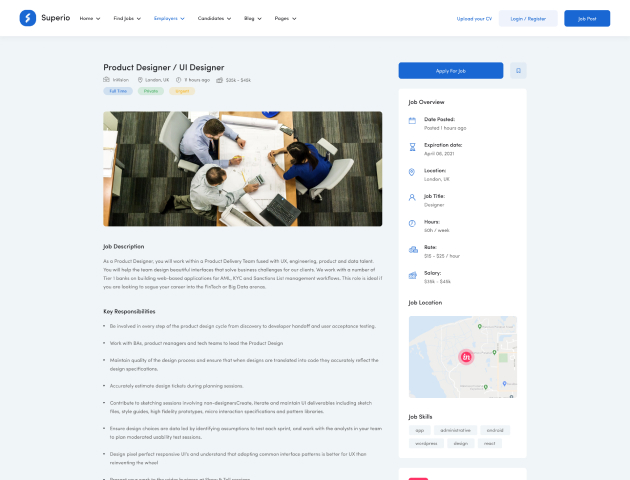 Superio
Home
Find Jobs
Employers
Candidates
Blog
Pages
Upload your CV
Login / Register
Job Post
Product Designer / UI Designer
InVision
London, UK
11 hours ago
$35k - $45k
Full Time
Private
Urgent
Apply For Job
Job Description
As a Product Designer, you will work within a Product Delivery Team fused with UX, engineering, product and data talent.
You will help the team design beautiful interfaces that solve business challenges for our clients. We work with a number of
Tier 1 banks on building web-based applications for AML, KYC and Sanctions List management workflows. This role is ideal if
you are looking to segue your career into the FinTech or Big Data arenas.
Key Responsibilities
Be involved in every step of the product design cycle from discovery to developer handoff and user acceptance testing.
Work with BAs, product managers and tech teams to lead the Product Design
Maintain quality of the design process and ensure that when designs are translated into code they accurately reflect the
design specifications.
Accurately estimate design tickets during planning sessions.
Contribute to sketching sessions involving non-designersCreate, iterate and maintain UI deliverables including sketch
files, style guides, high fidelity prototypes, micro interaction specifications and pattern libraries.
Ensure design choices are data led by identifying assumptions to test each sprint, and work with the analysts in your team
to plan moderated usability test sessions.
Design pixel perfect responsive UI's and understand that adopting common interface patterns is better for UX than
reinventing the wheel
Job Overview
Date Posted:
Posted 1 hours ago
Expiration date:
April 06, 2021
Location:
London, UK
Job Title:
Designer
Hours:
50h / week
Rate:
$15 - $25 / hour
Salary:
$35k - $45k
Job Location
Job Skills
app
administrative
android
wordpress
design
react